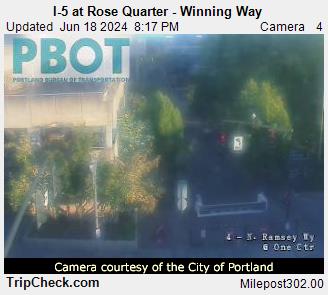 I-5 at Rose Quarter - Winning Way
Updated Jun 18 2024 8:17 PM Camera 4
PBOT
PORTLAND BUREAU OF TRANSPORTATION
4 - N. Ramsey Wy
@ One Ctr
Camera courtesy of the City of Portland
TripCheck.com Milepost302.00